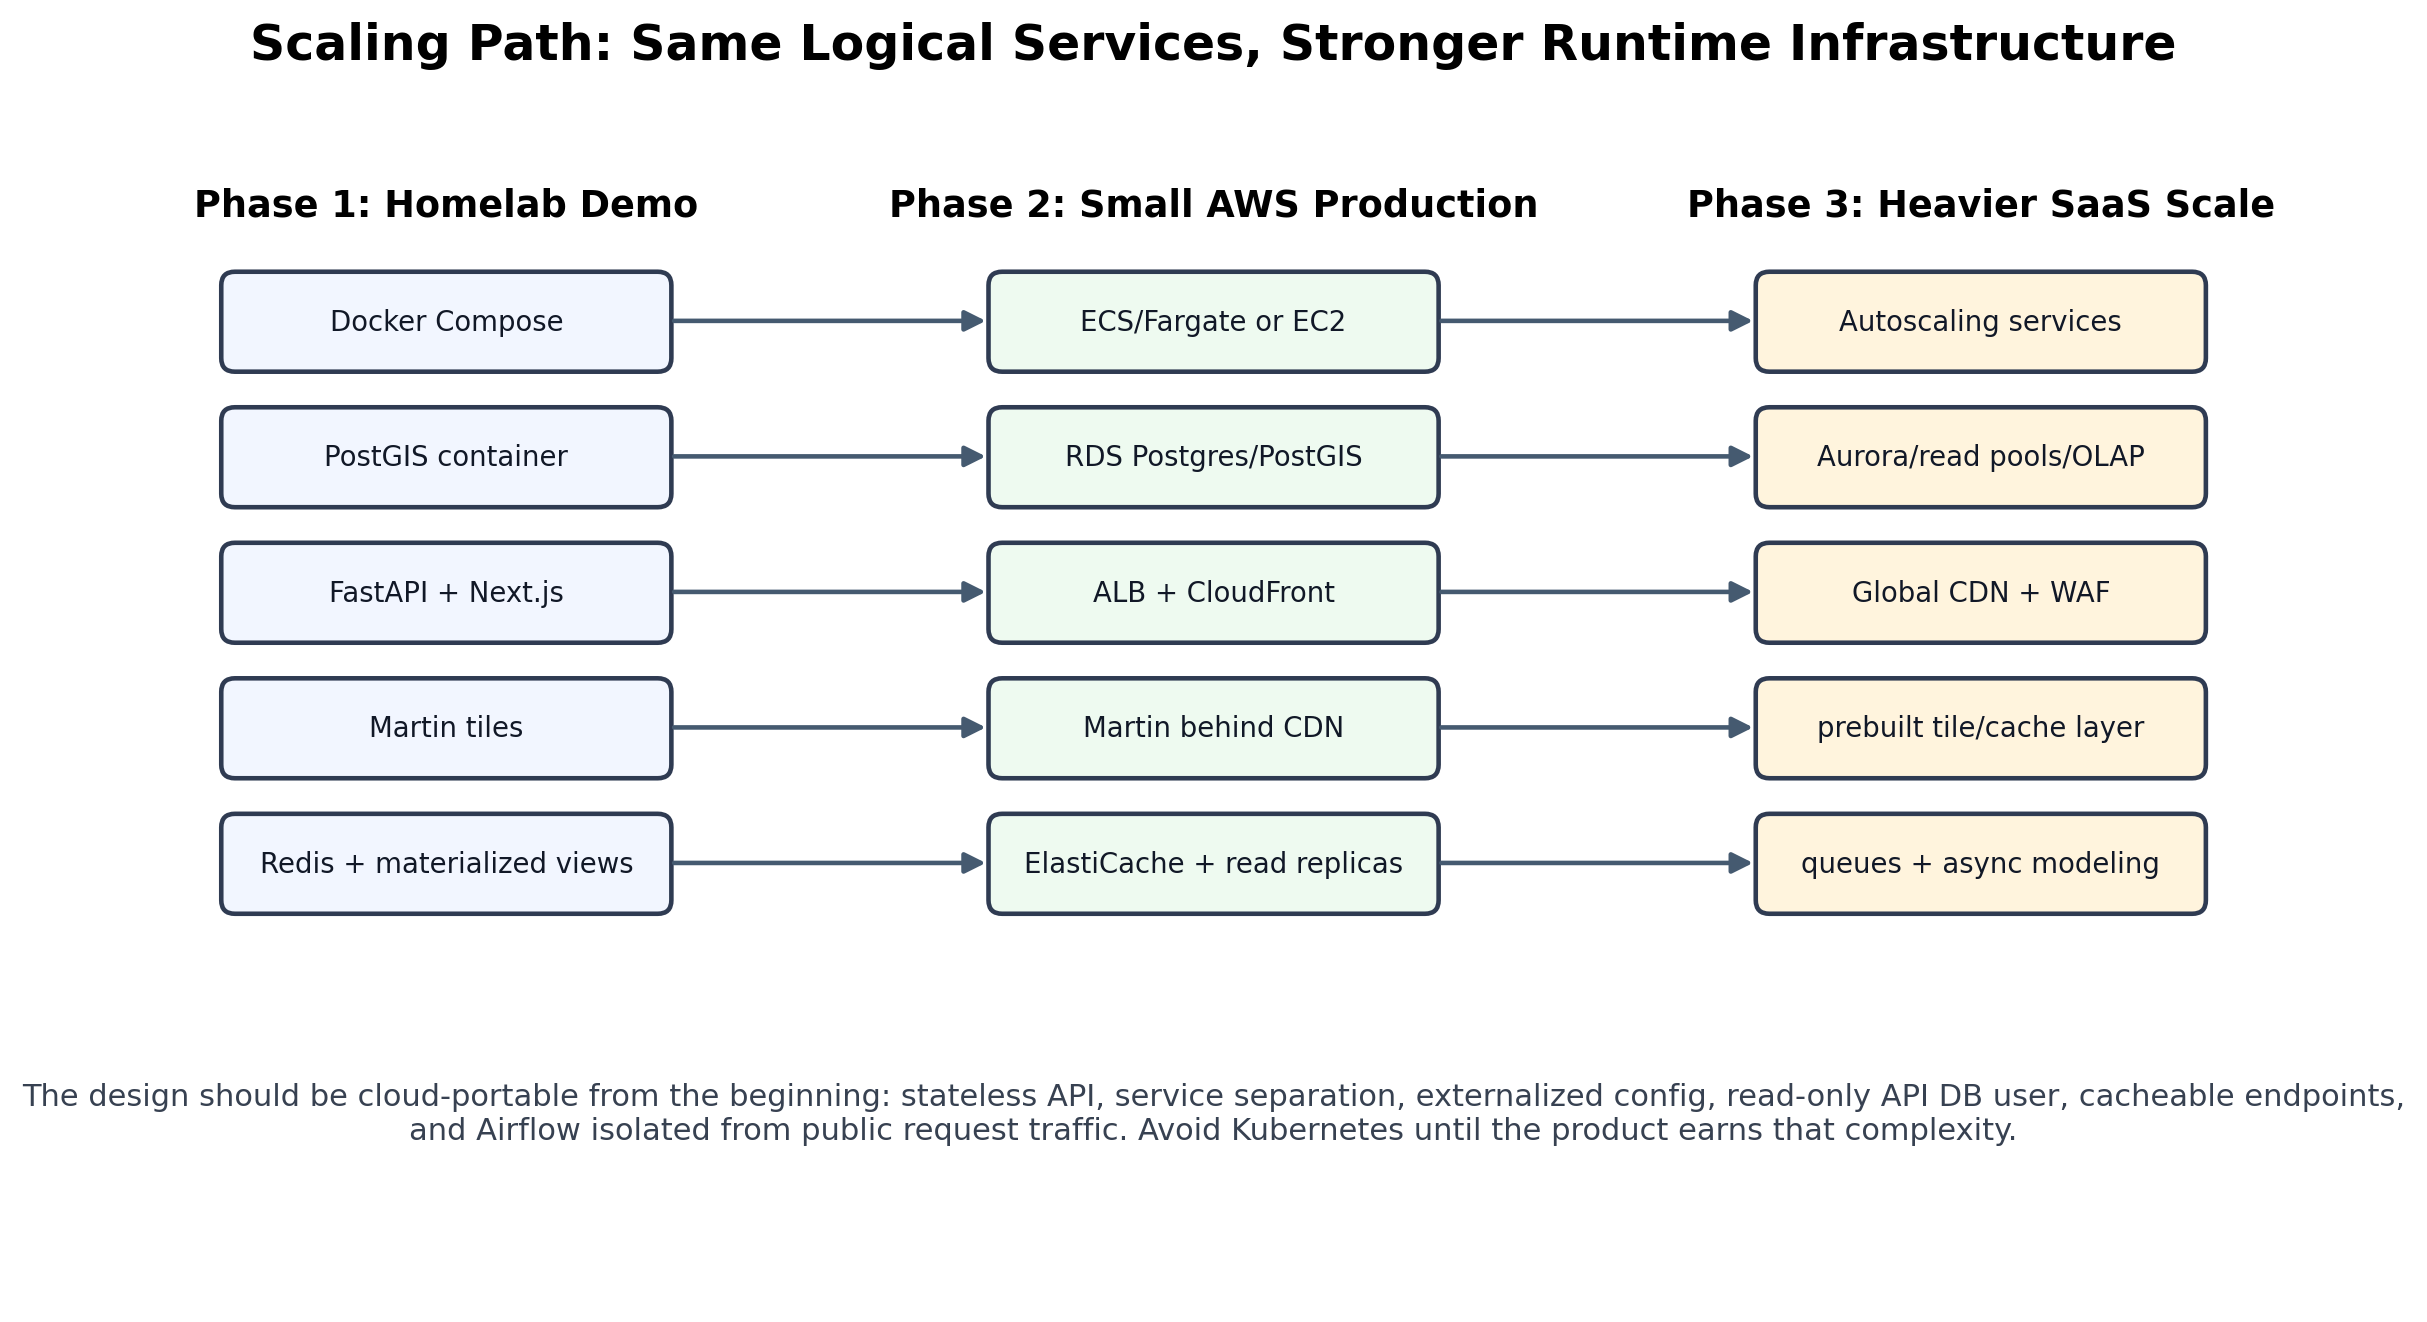 Scaling Path: Same Logical Services, Stronger Runtime Infrastructure
Phase 1: Homelab Demo
Phase 2: Small AWS Production
Phase 3: Heavier SaaS Scale
Docker Compose
ECS/Fargate or EC2
Autoscaling services
PostGIS container
RDS Postgres/PostGIS
Aurora/read pools/OLAP
FastAPI + Next.js
ALB + CloudFront
Global CDN + WAF
Martin tiles
Martin behind CDN
prebuilt tile/cache layer
Redis + materialized views
ElastiCache + read replicas
queues + async modeling
The design should be cloud-portable from the beginning: stateless API, service separation, externalized config, read-only API DB user, cacheable endpoints,
and Airflow isolated from public request traffic. Avoid Kubernetes until the product earns that complexity.